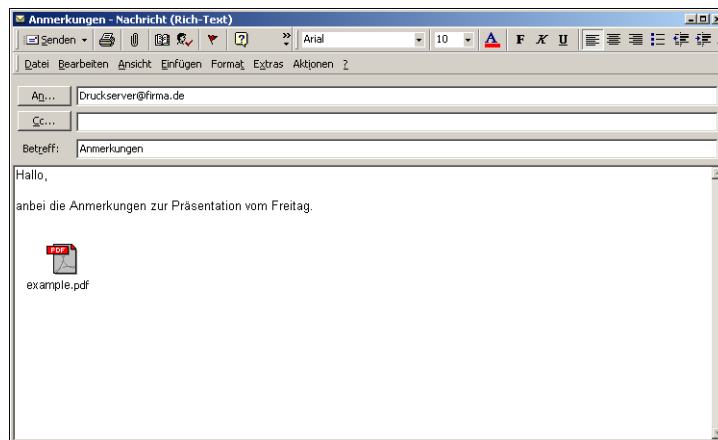 Anmerkungen - Nachricht (Rich-Text)
Senden Arial 10 A F K U
Datei Bearbeiten Ansicht Einfügen Format Extras Aktionen ?
An... Druckserver@firma.de
Cc...
Betreff: Anmerkungen
Hallo,
anbei die Anmerkungen zur Präsentation vom Freitag.
PDF
example.pdf